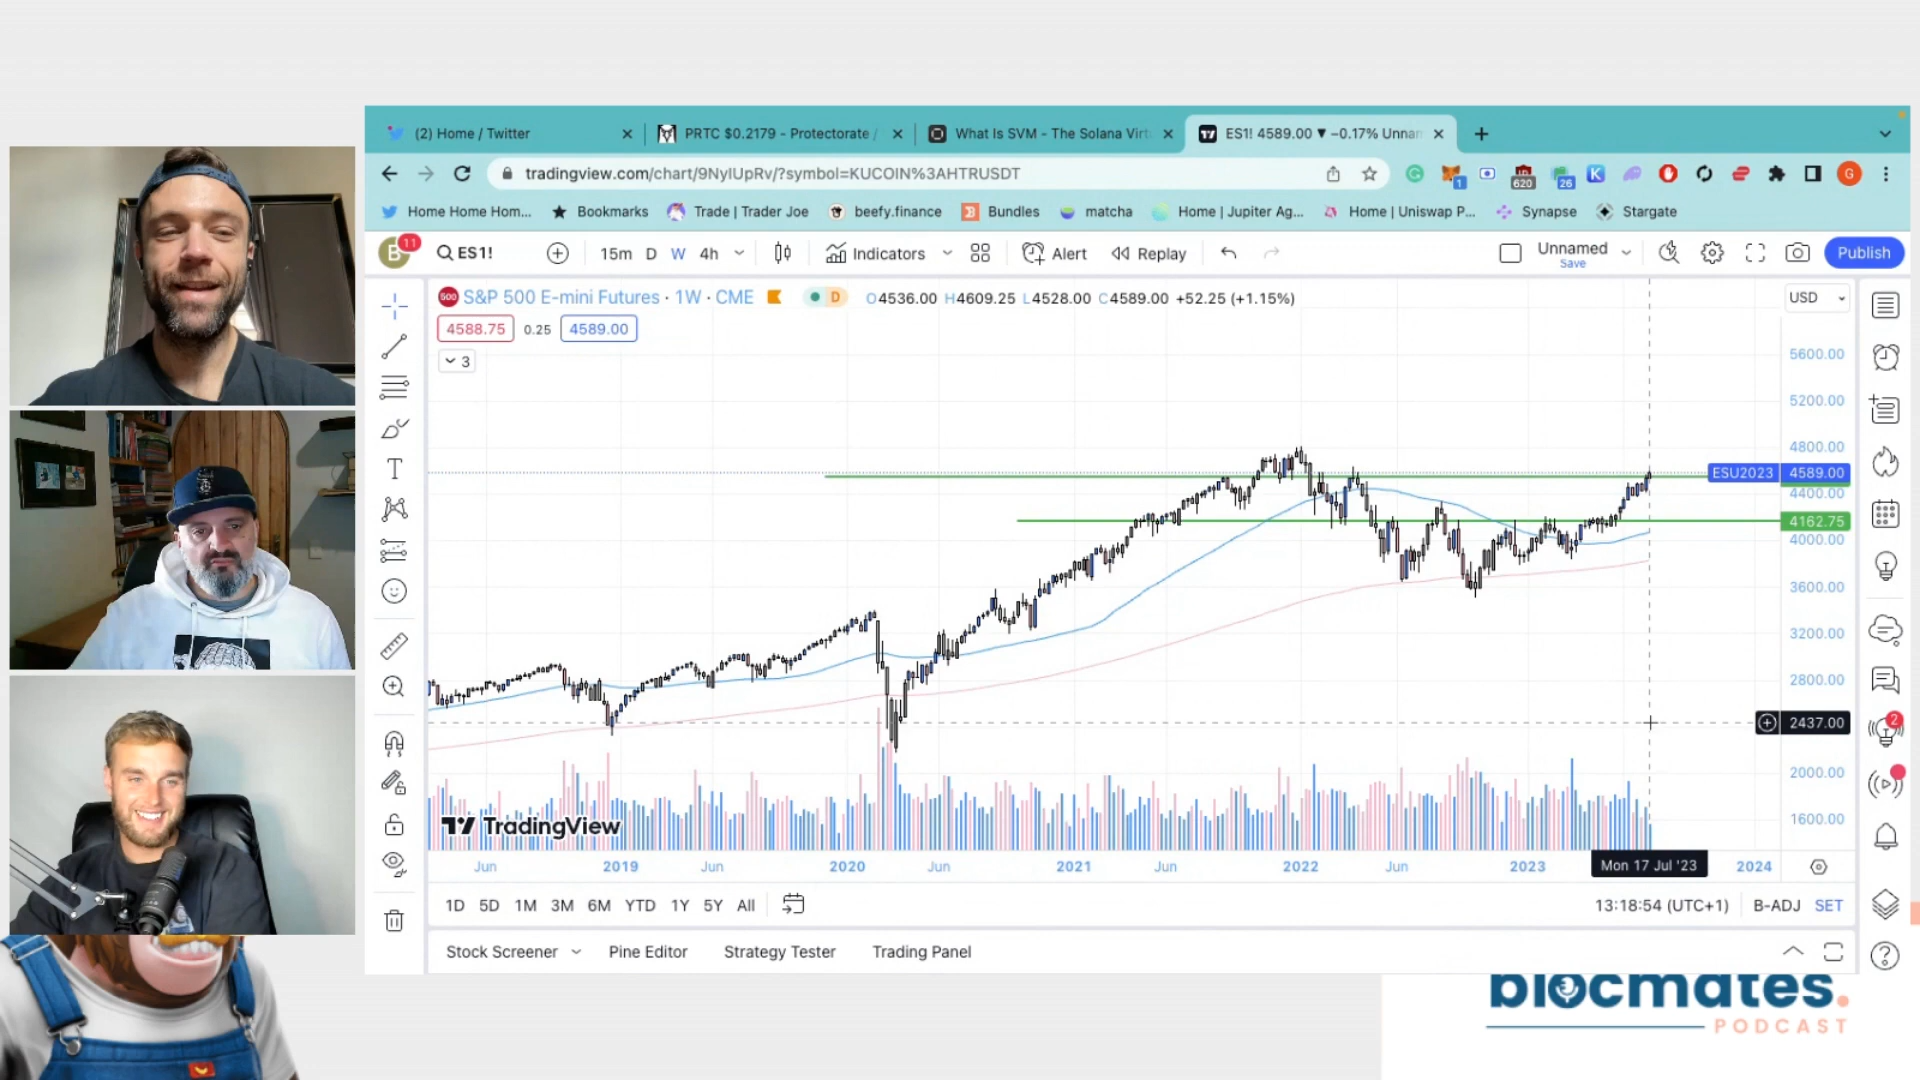 (2) Home / Twitter
PRTC $0.2179 - Protectorate /
What Is SVM - The Solana Virt
ES1! 4589.00 ▼ −0.17% Unnan
tradingview.com/chart/9NyIUpRv/?symbol=KUCOIN%3AHTRUSDT
1
620
26
K
G
Home Home Hom...
Bookmarks
Trade | Trader Joe
beefy.finance
Bundles
matcha
Home | Jupiter Ag...
Home | Uniswap P...
Synapse
Stargate
B
11
ES1!
15m D W 4h
Indicators
Alert
Replay
Unnamed
Save
Publish
500 S&P 500 E-mini Futures · 1W · CME
D
O4536.00 H4609.25 L4528.00 C4589.00 +52.25 (+1.15%)
USD
4588.75 0.25 4589.00
3
5600.00
5200.00
4800.00
ESU2023 4589.00
4400.00
4162.75
4000.00
3600.00
3200.00
2800.00
2437.00
2
2000.00
1600.00
TradingView
Jun 2019 Jun 2020 Jun 2021 Jun 2022 Jun 2023 Mon 17 Jul '23 2024
1D 5D 1M 3M 6M YTD 1Y 5Y All
13:18:54 (UTC+1) B-ADJ SET
Stock Screener Pine Editor Strategy Tester Trading Panel
blocmates.
PODCAST